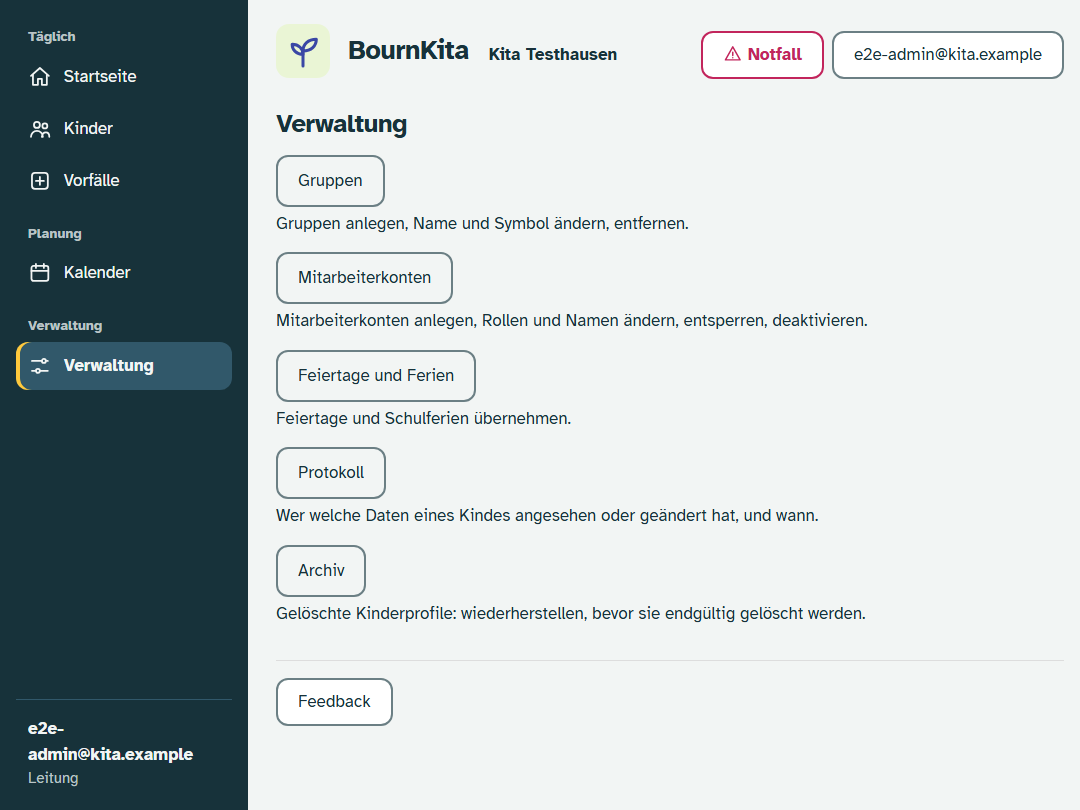 Täglich
Startseite
Kinder
Vorfälle
Planung
Kalender
Verwaltung
Verwaltung
e2e-
admin@kita.example
Leitung
BournKita
Kita Testhausen
Notfall
e2e-admin@kita.example
Verwaltung
Gruppen
Gruppen anlegen, Name und Symbol ändern, entfernen.
Mitarbeiterkonten
Mitarbeiterkonten anlegen, Rollen und Namen ändern, entsperren, deaktivieren.
Feiertage und Ferien
Feiertage und Schulferien übernehmen.
Protokoll
Wer welche Daten eines Kindes angesehen oder geändert hat, und wann.
Archiv
Gelöschte Kinderprofile: wiederherstellen, bevor sie endgültig gelöscht werden.
Feedback